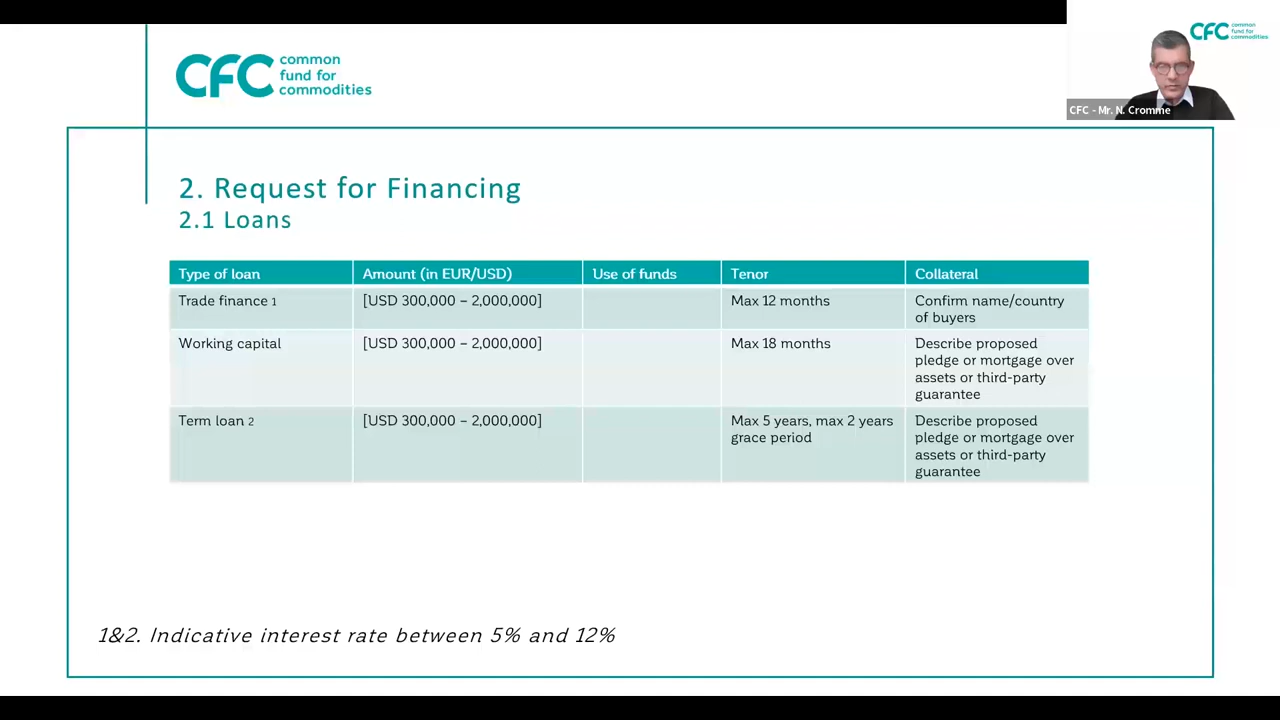 CFC common fund for commodities
CFC common fund for commodities
CFC - Mr. N. Cromme
2. Request for Financing
2.1 Loans
Type of loan Amount (in EUR/USD) Use of funds Tenor Collateral
Trade finance 1 [USD 300,000 – 2,000,000] Max 12 months Confirm name/country
of buyers
Working capital [USD 300,000 – 2,000,000] Max 18 months Describe proposed
pledge or mortgage over
assets or third-party
guarantee
Term loan 2 [USD 300,000 – 2,000,000] Max 5 years, max 2 years Describe proposed
grace period pledge or mortgage over
assets or third-party
guarantee
1&2. Indicative interest rate between 5% and 12%